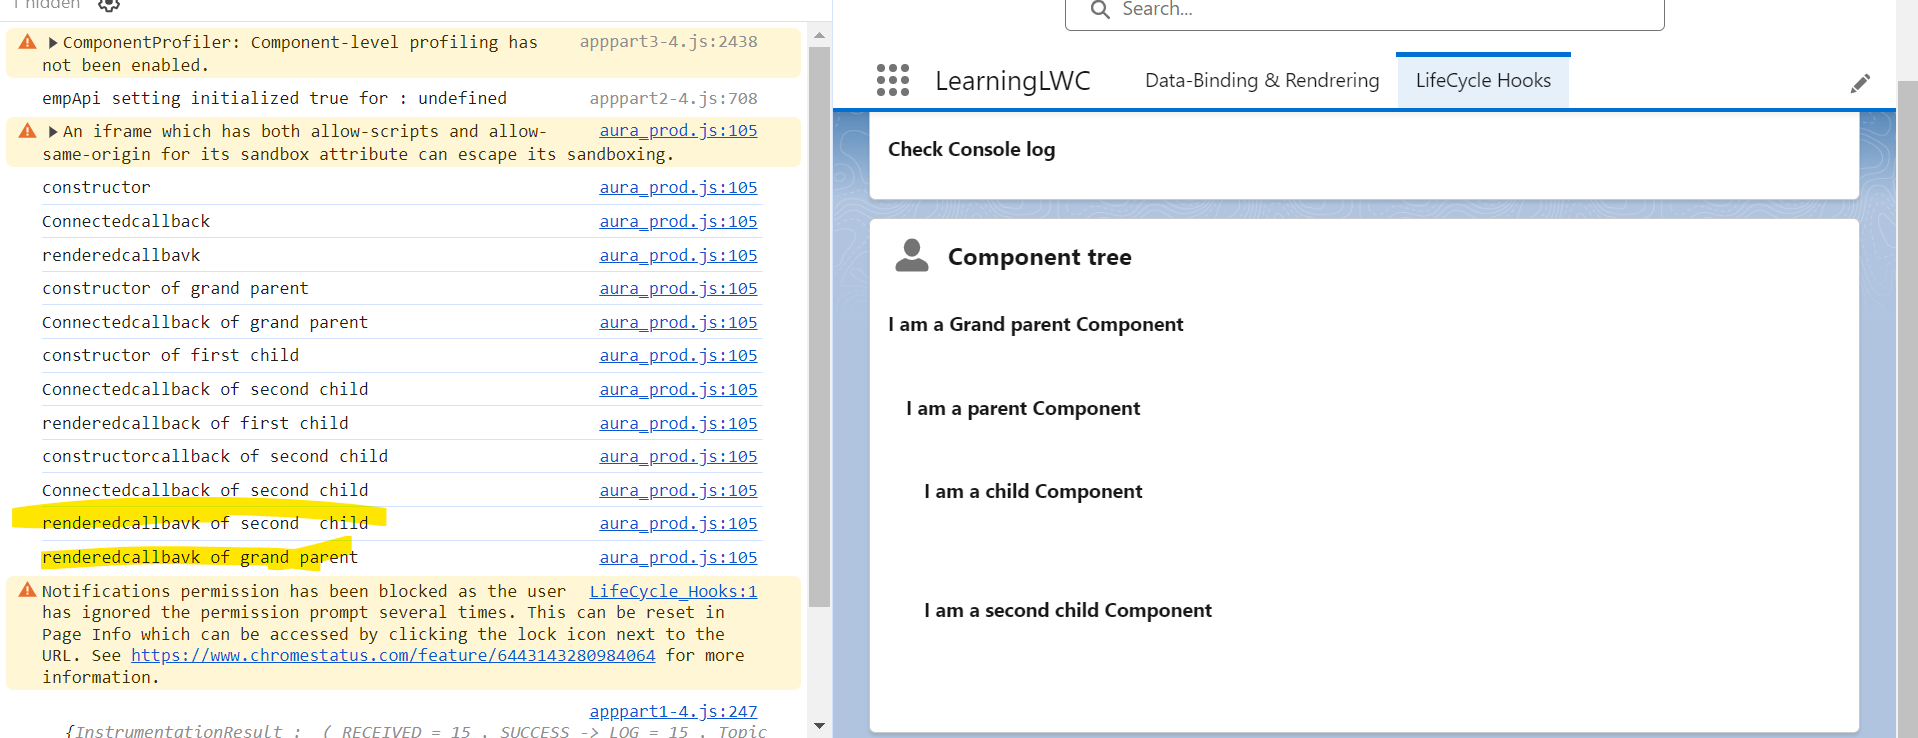 1 hidden
ComponentProfiler: Component-level profiling has apppart3-4.js:2438
not been enabled.
empApi setting initialized true for : undefined apppart2-4.js:708
An iframe which has both allow-scripts and allow- aura_prod.js:105
same-origin for its sandbox attribute can escape its sandboxing.
constructor aura_prod.js:105
Connectedcallback aura_prod.js:105
renderedcallbavk aura_prod.js:105
constructor of grand parent aura_prod.js:105
Connectedcallback of grand parent aura_prod.js:105
constructor of first child aura_prod.js:105
Connectedcallback of second child aura_prod.js:105
renderedcallback of first child aura_prod.js:105
constructorcallback of second child aura_prod.js:105
Connectedcallback of second child aura_prod.js:105
renderedcallbavk of second  child aura_prod.js:105
renderedcallbavk of grand parent aura_prod.js:105
Notifications permission has been blocked as the user LifeCycle_Hooks:1
has ignored the permission prompt several times. This can be reset in
Page Info which can be accessed by clicking the lock icon next to the
URL. See https://www.chromestatus.com/feature/6443143280984064 for more
information.
apppart1-4.js:247
{InstrumentationResult : ( RECEIVED = 15 , SUCCESS -> LOG = 15 , Topic
Search...
LearningLWC Data-Binding & Rendrering LifeCycle Hooks
Check Console log
Component tree
I am a Grand parent Component
I am a parent Component
I am a child Component
I am a second child Component